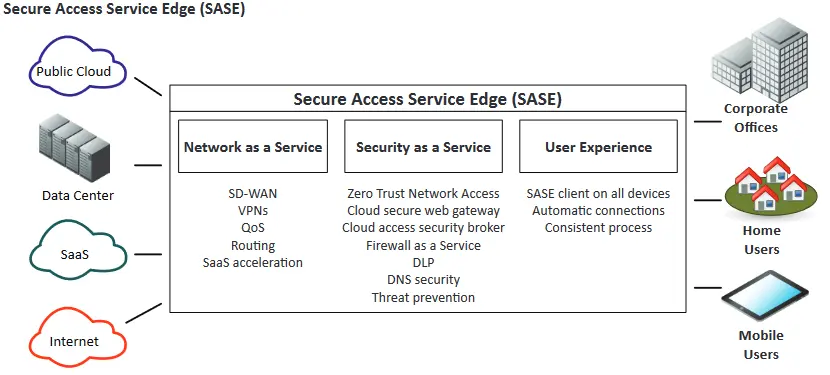 Secure Access Service Edge (SASE)
Public Cloud
Data Center
SaaS
Internet
Secure Access Service Edge (SASE)
Network as a Service
SD-WAN
VPNs
QoS
Routing
SaaS acceleration
Security as a Service
Zero Trust Network Access
Cloud secure web gateway
Cloud access security broker
Firewall as a Service
DLP
DNS security
Threat prevention
User Experience
SASE client on all devices
Automatic connections
Consistent process
Corporate
Offices
Home
Users
Mobile
Users